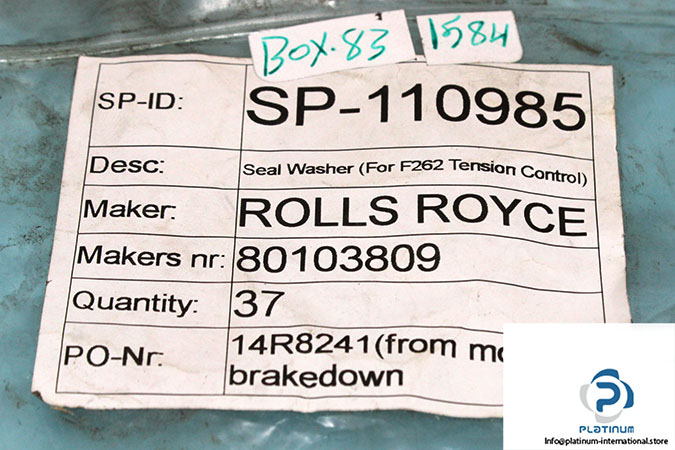 BOX.83
1584
SP-ID: SP-110985
Desc: Seal Washer (For F262 Tension Control)
Maker: ROLLS ROYCE
Makers nr: 80103809
Quantity: 37
PO-Nr: 14R8241(from
brakedown
PLATINUM
Info@platinum-international.store